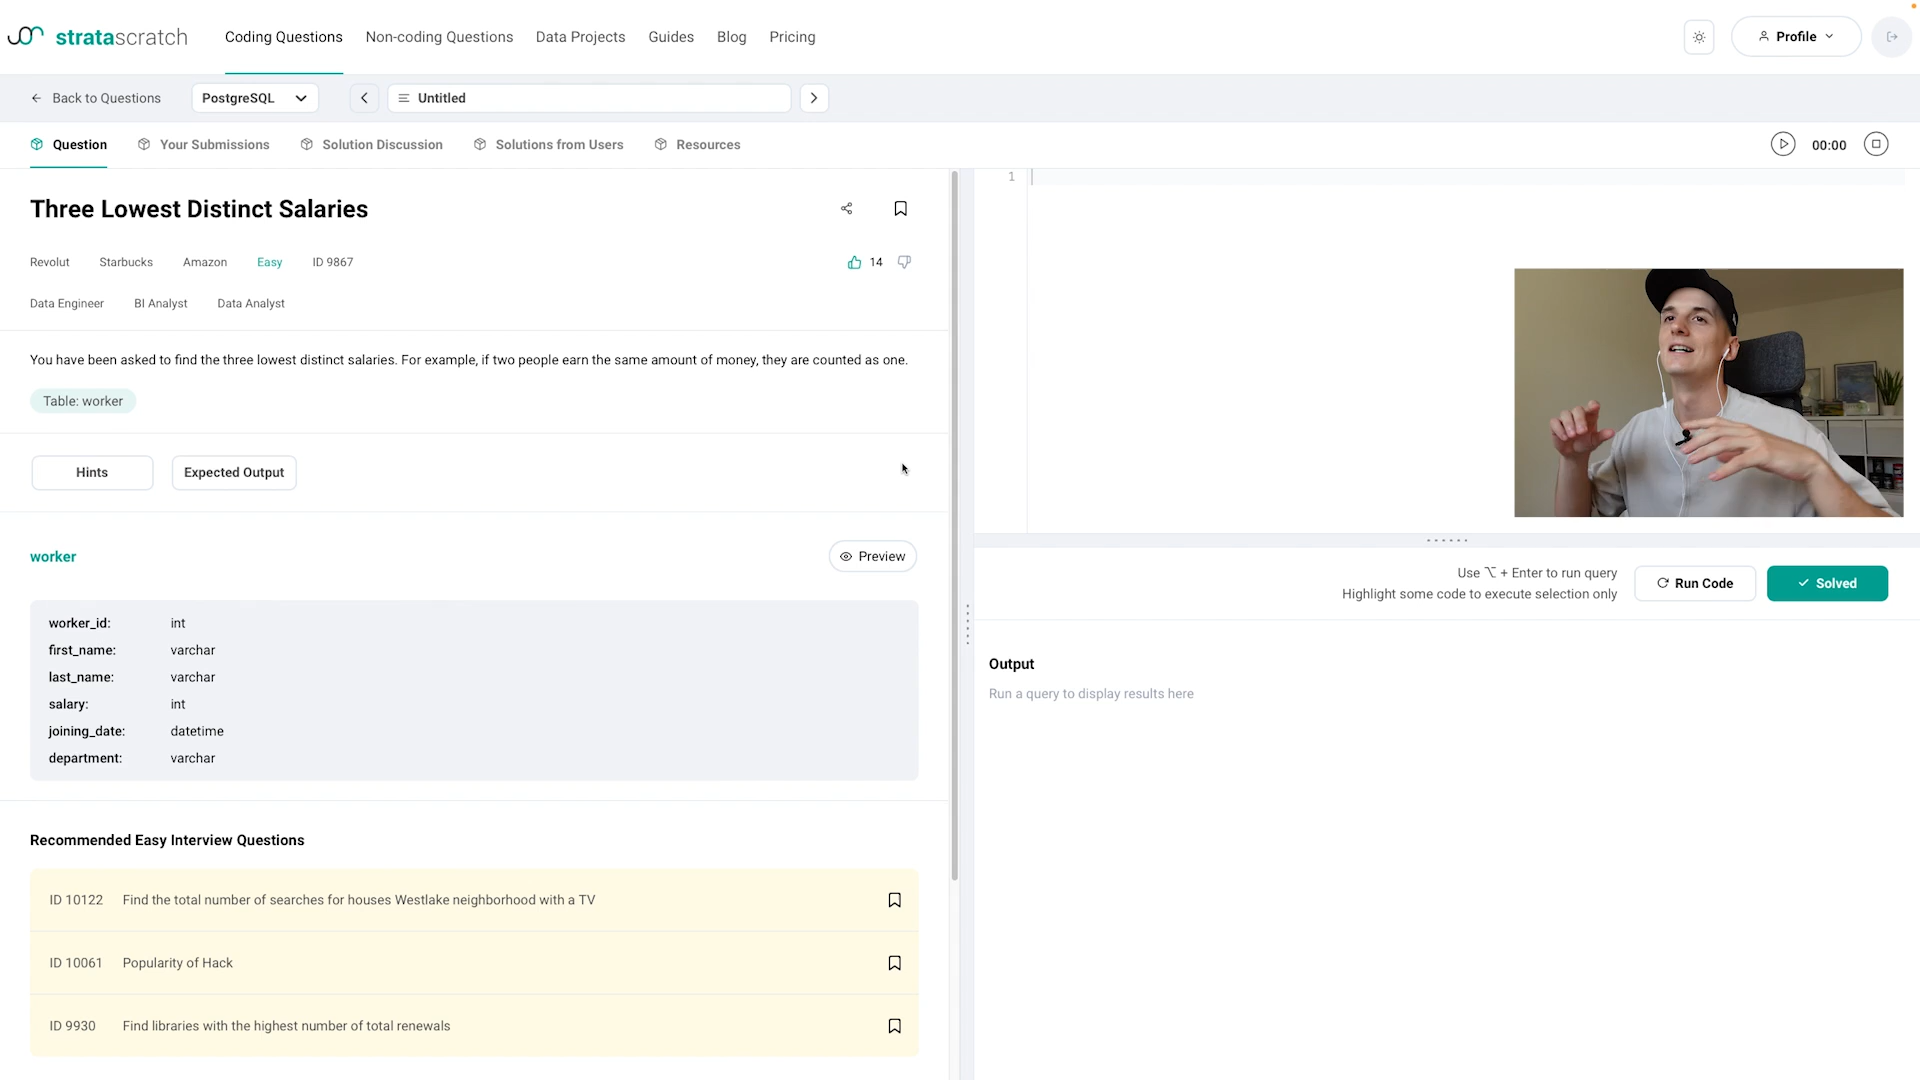 stratascratch
Coding Questions
Non-coding Questions
Data Projects
Guides
Blog
Pricing
Profile
Back to Questions
PostgreSQL
Untitled
Question
Your Submissions
Solution Discussion
Solutions from Users
Resources
00:00
Three Lowest Distinct Salaries
Revolut
Starbucks
Amazon
Easy
ID 9867
14
Data Engineer
BI Analyst
Data Analyst
You have been asked to find the three lowest distinct salaries. For example, if two people earn the same amount of money, they are counted as one.
Table: worker
Hints
Expected Output
worker
Preview
worker_id: int
first_name: varchar
last_name: varchar
salary: int
joining_date: datetime
department: varchar
Recommended Easy Interview Questions
ID 10122 Find the total number of searches for houses Westlake neighborhood with a TV
ID 10061 Popularity of Hack
ID 9930 Find libraries with the highest number of total renewals
1
Use ⌥ + Enter to run query
Highlight some code to execute selection only
Run Code
Solved
Output
Run a query to display results here